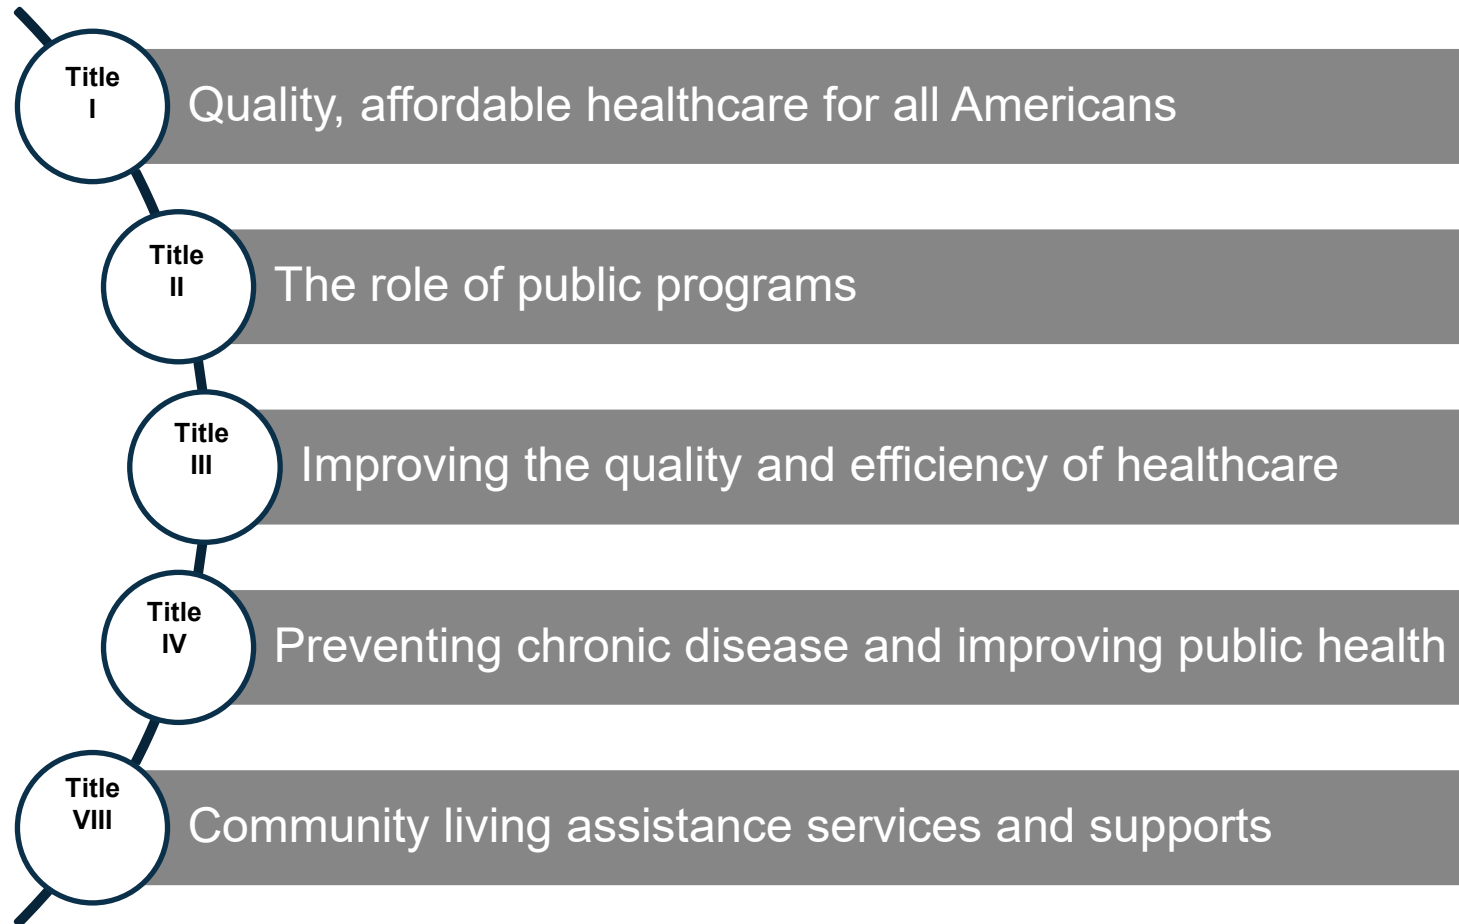 Title
I
Quality, affordable healthcare for all Americans
Title
II
The role of public programs
Title
III
Improving the quality and efficiency of healthcare
Title
IV
Preventing chronic disease and improving public health
Title
VIII
Community living assistance services and supports